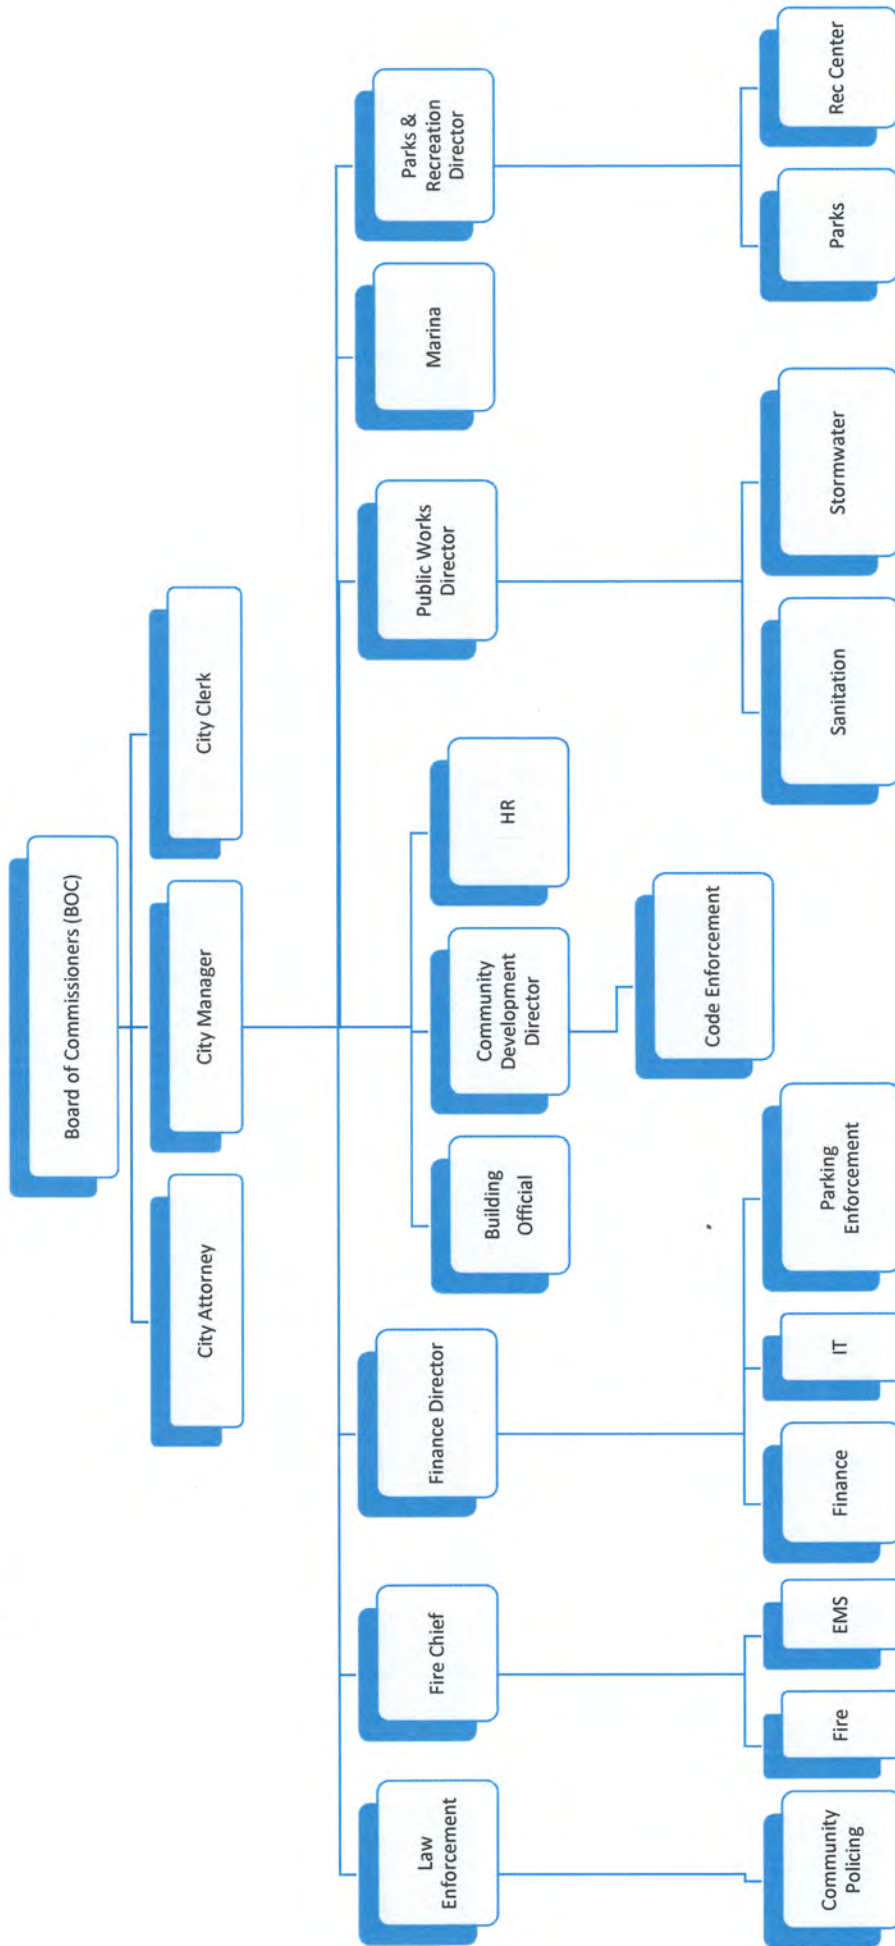 Board of Commissioners (BOC)
City Attorney
City Manager
City Clerk
Law
Enforcement
Fire Chief
Finance Director
Public Works
Director
Marina
Parks &
Recreation
Director
Building
Official
Community
Development
Director
HR
Code Enforcement
Community
Policing
Fire
EMS
Finance
IT
Parking
Enforcement
Sanitation
Stormwater
Parks
Rec Center